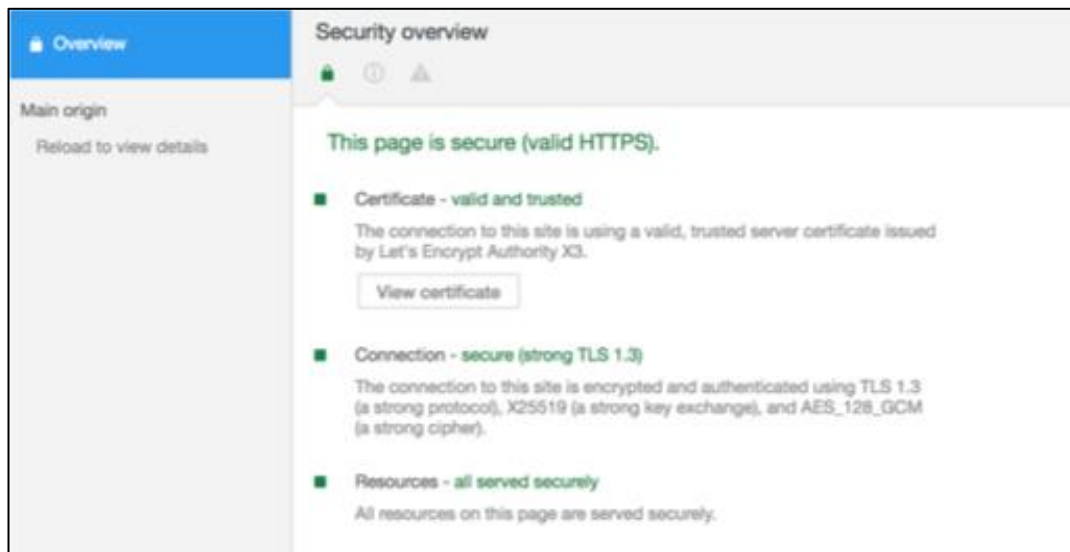 Overview
Main origin
Reload to view details
Security overview
This page is secure (valid HTTPS).
Certificate - valid and trusted
The connection to this site is using a valid, trusted server certificate issued
by Let's Encrypt Authority X3.
View certificate
Connection - secure (strong TLS 1.3)
The connection to this site is encrypted and authenticated using TLS 1.3
(a strong protocol), X25519 (a strong key exchange), and AES_128_GCM
(a strong cipher).
Resources - all served securely
All resources on this page are served securely.